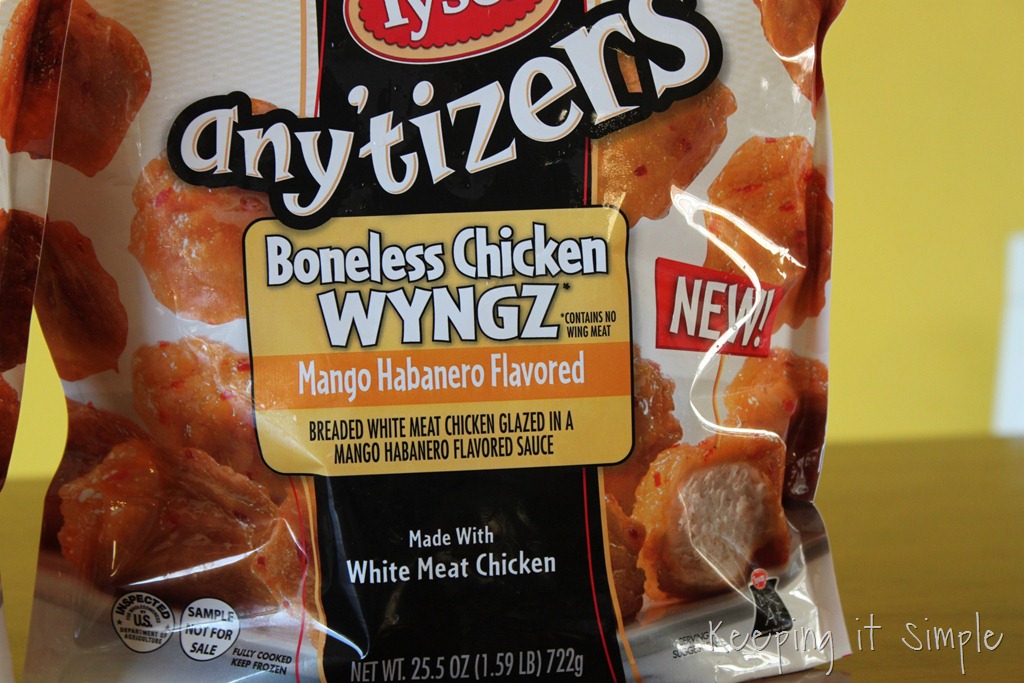 Tyson
any'tizers
Boneless Chicken
WYNGZ*
*CONTAINS NO
WING MEAT
NEW!
Mango Habanero Flavored
BREADED WHITE MEAT CHICKEN GLAZED IN A
MANGO HABANERO FLAVORED SAUCE
Made With
White Meat Chicken
INSPECTED
U.S.
DEPARTMENT OF
AGRICULTURE
SAMPLE
NOT FOR
SALE
FULLY COOKED
KEEP FROZEN
NET WT. 25.5 OZ (1.59 LB) 722g
SERVING
Keeping it Simple